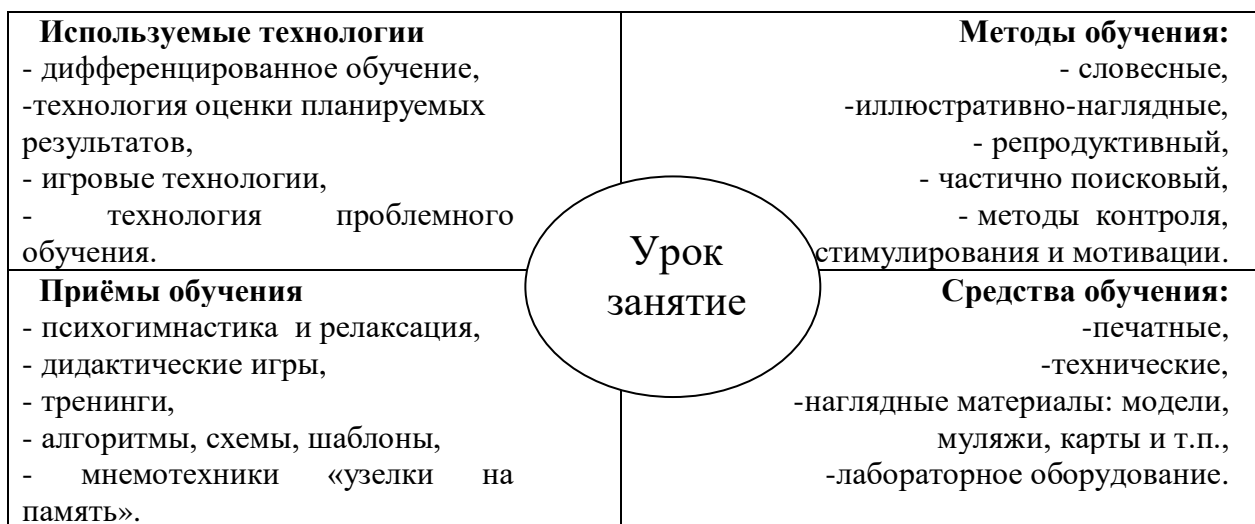 Используемые технологии
- дифференцированное обучение,
-технология оценки планируемых
результатов,
- игровые технологии,
- технология проблемного
обучения.
Методы обучения:
- словесные,
-иллюстративно-наглядные,
- репродуктивный,
- частично поисковый,
- методы контроля,
стимулирования и мотивации.
Урок
занятие
Приёмы обучения
- психогимнастика и релаксация,
- дидактические игры,
- тренинги,
- алгоритмы, схемы, шаблоны,
- мнемотехники «узелки на
память».
Средства обучения:
-печатные,
-технические,
-наглядные материалы: модели,
муляжи, карты и т.п.,
-лабораторное оборудование.